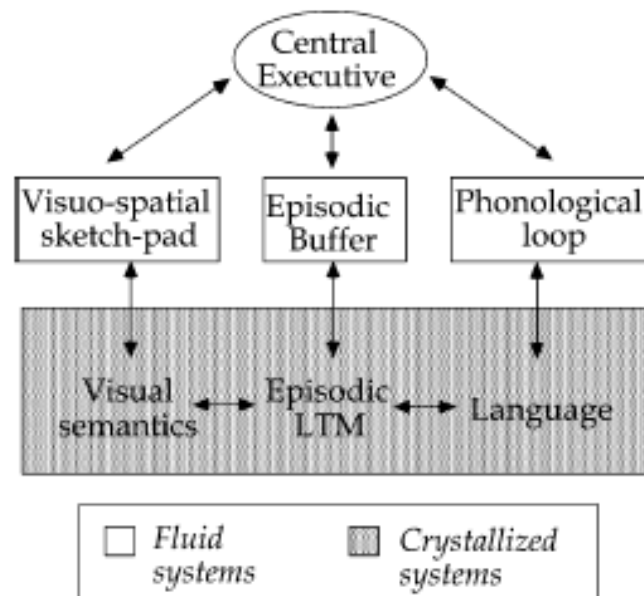 Central
Executive
Visuo-spatial
sketch-pad
Episodic
Buffer
Phonological
loop
Visual
semantics
Episodic
LTM
Language
Fluid
systems
Crystallized
systems